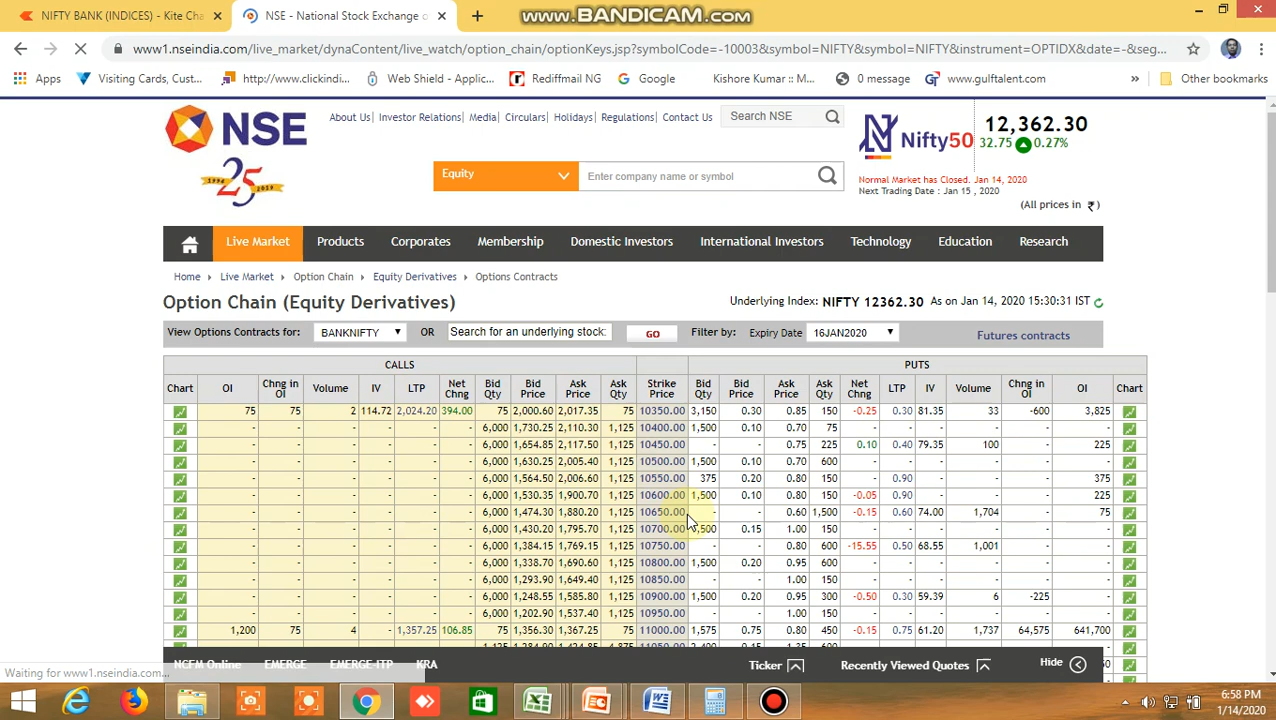 NIFTY BANK (INDICES) - Kite Cha
NSE - National Stock Exchange o
www.BANDICAM.com
www1.nseindia.com/live_market/dynaContent/live_watch/option_chain/optionKeys.jsp?symbolCode=-10003&symbol=NIFTY&symbol=NIFTY&instrument=OPTIDX&date=-&seg...
Apps Visiting Cards, Cust... http://www.clickindi... Web Shield - Applic... Rediffmail NG Google Kishore Kumar :: M... 0 message www.gulftalent.com » Other bookmarks
NSE
25
About Us| Investor Relations| Media| Circulars| Holidays| Regulations| Contact Us
Search NSE
Nifty50
12,362.30
32.75 0.27%
Equity
Enter company name or symbol
Normal Market has Closed. Jan 14, 2020
Next Trading Date : Jan 15 , 2020
(All prices in ₹)
Live Market Products Corporates Membership Domestic Investors International Investors Technology Education Research
Home Live Market Option Chain Equity Derivatives Options Contracts
Option Chain (Equity Derivatives)
Underlying Index: NIFTY 12362.30 As on Jan 14, 2020 15:30:31 IST
View Options Contracts for: BANKNIFTY OR Search for an underlying stock: GO Filter by: Expiry Date 16JAN2020 Futures contracts
CALLS PUTS
Chart OI Chng in OI Volume IV LTP Net Chng Bid Qty Bid Price Ask Price Ask Qty Strike Price Bid Qty Bid Price Ask Price Ask Qty Net Chng LTP IV Volume Chng in OI OI Chart
75 75 2 114.72 2,024.20 394.00 75 2,000.60 2,017.35 75 10350.00 3,150 0.30 0.85 150 -0.25 0.30 81.35 33 -600 3,825
- - - - - - 6,000 1,730.25 2,110.30 1,125 10400.00 1,500 0.10 0.70 75 - - - - - -
- - - - - - 6,000 1,654.85 2,117.50 1,125 10450.00 - - 0.75 225 0.10 0.40 79.35 100 - 225
- - - - - - 6,000 1,630.25 2,005.40 1,125 10500.00 1,500 0.10 0.70 600 - - - - - -
- - - - - - 6,000 1,564.50 2,006.60 1,125 10550.00 375 0.20 0.80 150 - 0.90 - - - 375
- - - - - - 6,000 1,530.35 1,900.70 1,125 10600.00 1,500 0.10 0.80 150 -0.05 0.90 - - - 225
- - - - - - 6,000 1,474.30 1,880.20 1,125 10650.00 - - 0.60 1,500 -0.15 0.60 74.00 1,704 - 75
- - - - - - 6,000 1,430.20 1,795.70 1,125 10700.00 1,500 0.15 1.00 150 - - - - - -
- - - - - - 6,000 1,384.15 1,769.15 1,125 10750.00 - - 0.80 600 -15.55 0.50 68.55 1,001 - -
- - - - - - 6,000 1,338.70 1,690.60 1,125 10800.00 1,500 0.20 0.95 600 - - - - - -
- - - - - - 6,000 1,293.90 1,649.40 1,125 10850.00 - - 1.00 150 - - - - - -
- - - - - - 6,000 1,248.55 1,585.80 1,125 10900.00 1,500 0.20 0.95 300 -0.50 0.30 59.39 6 -225 -
- - - - - - 6,000 1,202.90 1,537.40 1,125 10950.00 - - 1.00 150 - - - - - -
1,200 75 4 - 1,357.25 106.85 75 1,356.30 1,367.25 75 11000.00 1,575 0.75 0.80 450 -0.15 0.75 61.20 1,737 64,575 641,700
NCFM Online EMERGE EMERGE-ITP KRA
Ticker Recently Viewed Quotes Hide
Waiting for www1.nseindia.com...
6:58 PM
1/14/2020